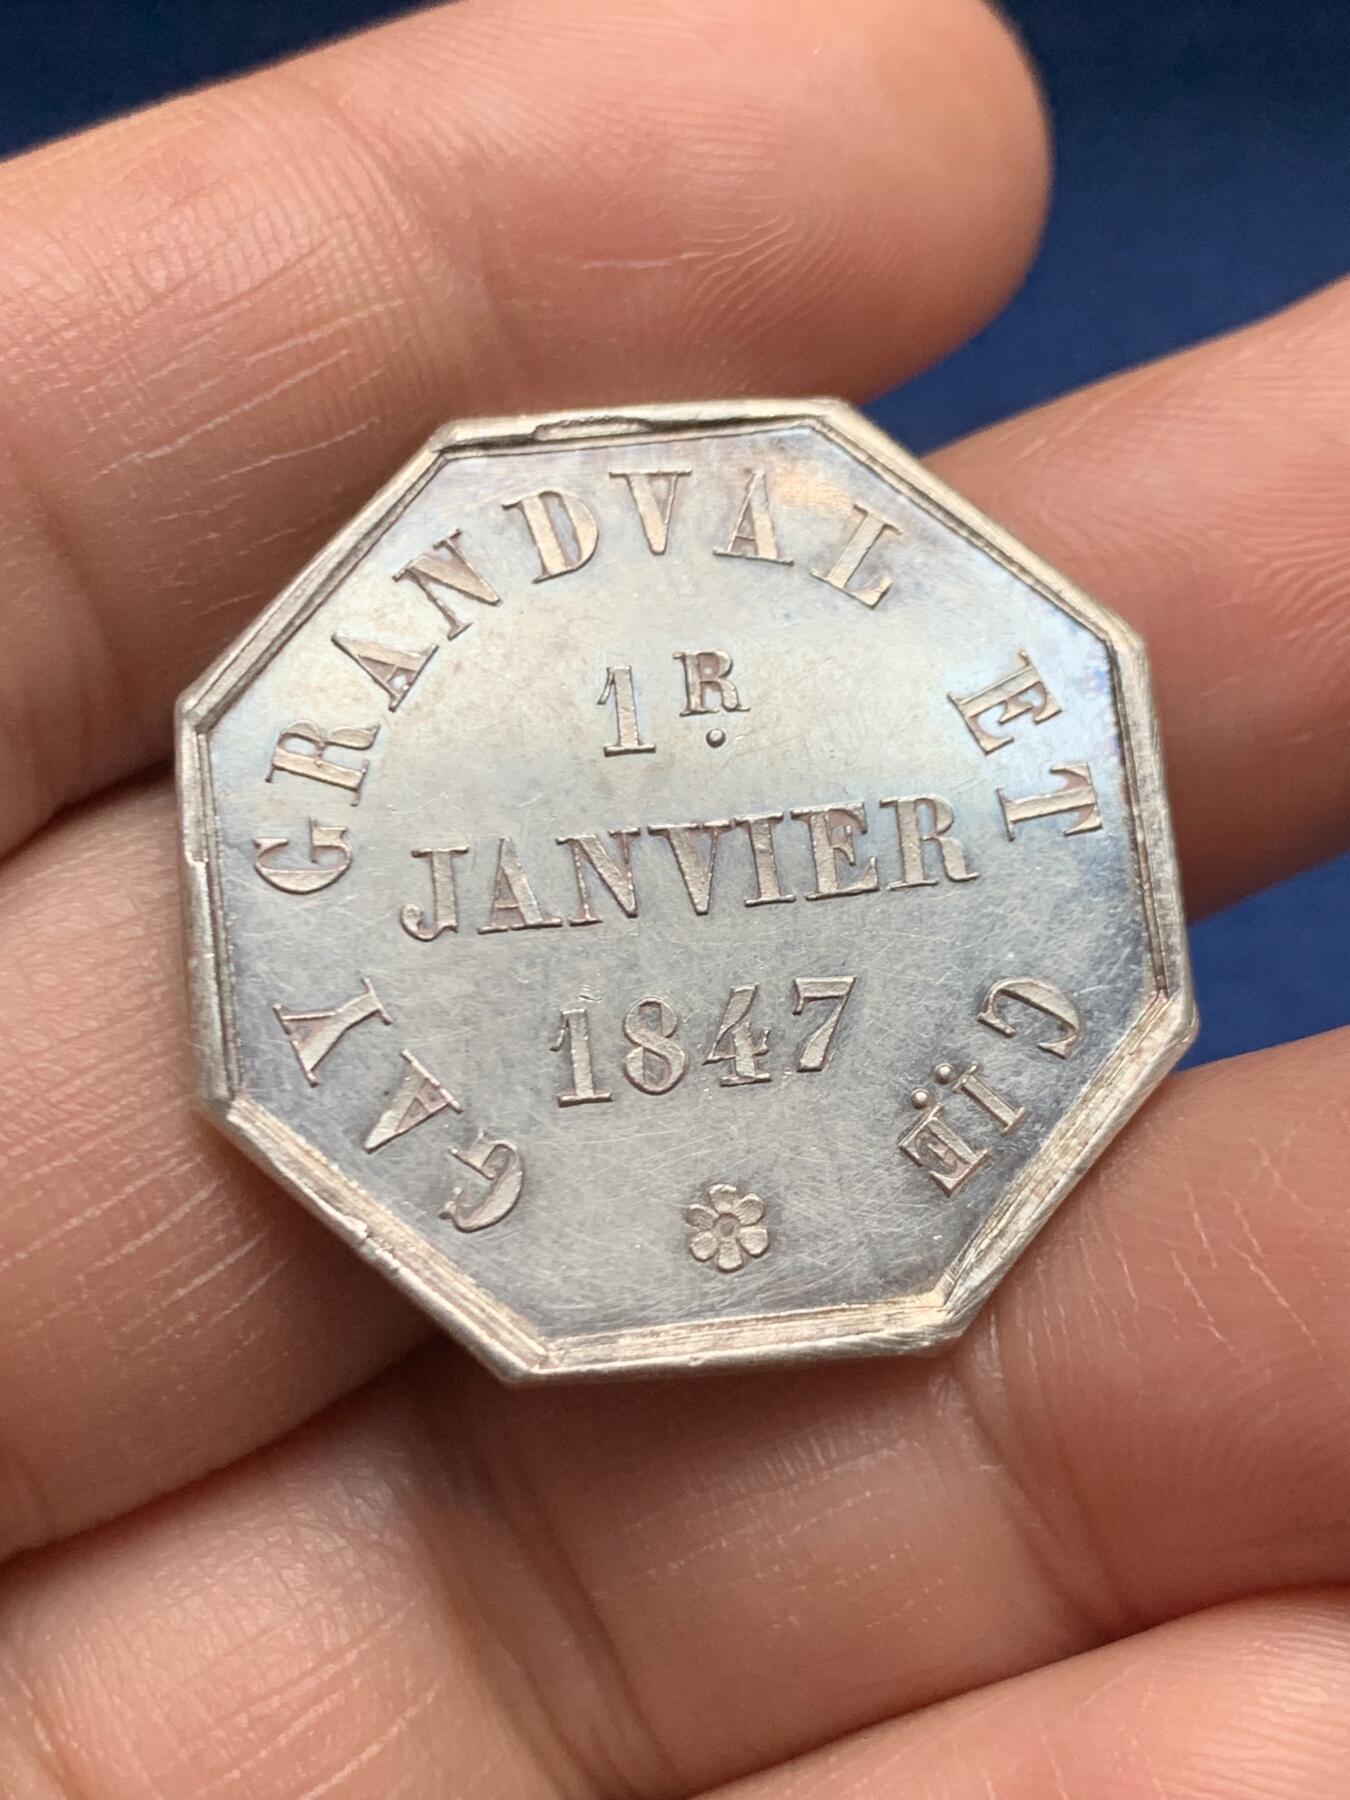 GAY GRANDVAL ET CIE
1R.
JANVIER
1847